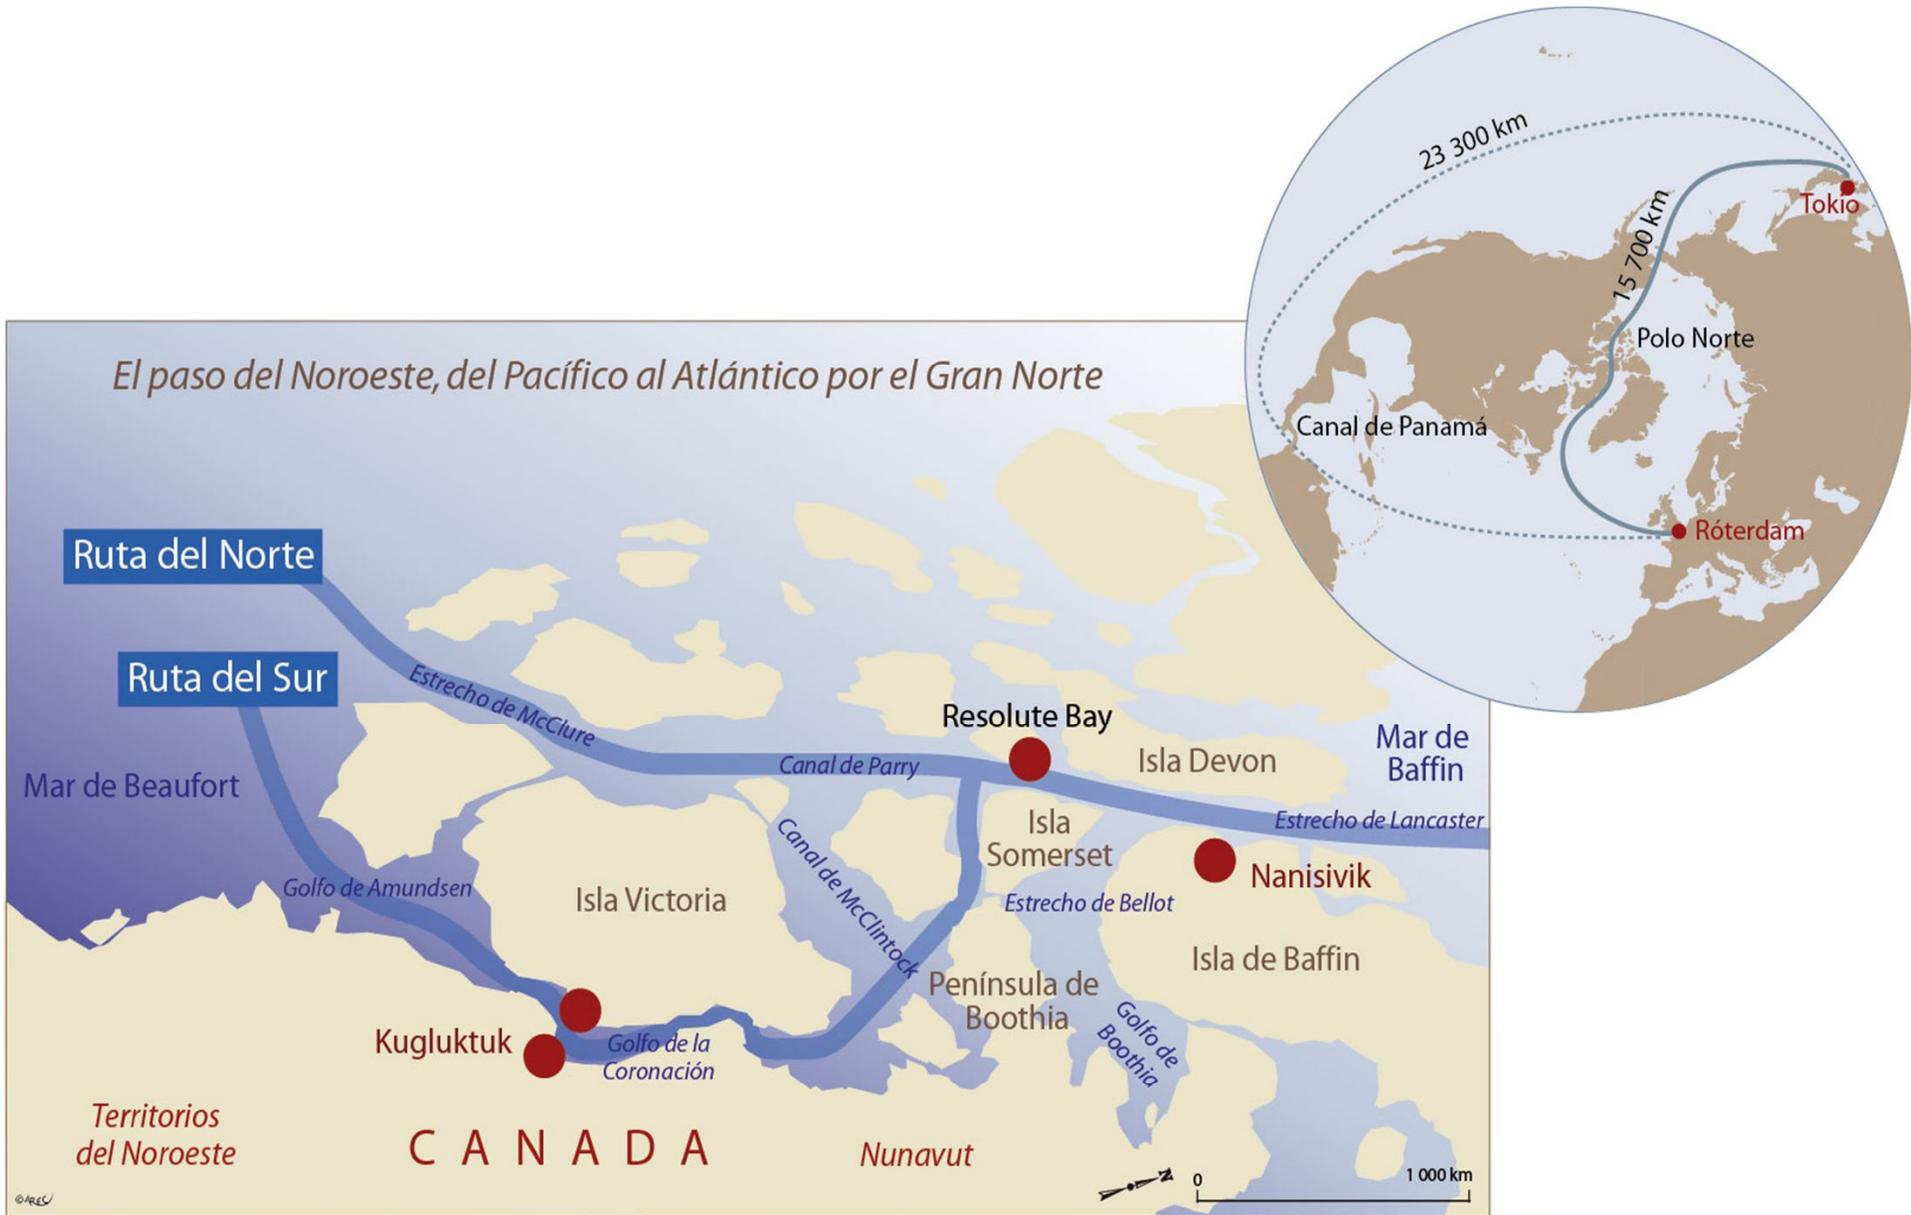 El paso del Noroeste, del Pacífico al Atlántico por el Gran Norte
23 300 km
15 700 km
Tokío
Polo Norte
Canal de Panamá
Róterdam
Ruta del Norte
Ruta del Sur
Estrecho de McClure
Resolute Bay
Mar de
Baffin
Isla Devon
Mar de Beaufort
Canal de Parry
Estrecho de Lancaster
Isla
Somerset
Canal de McClintock
Nanisivik
Golfo de Amundsen
Isla Victoria
Estrecho de Bellot
Isla de Baffin
Península de
Boothia
Golfo de
Boothia
Kugluktuk
Golfo de la
Coronación
Territorios
del Noroeste
CANADA
Nunavut
N
0
1 000 km